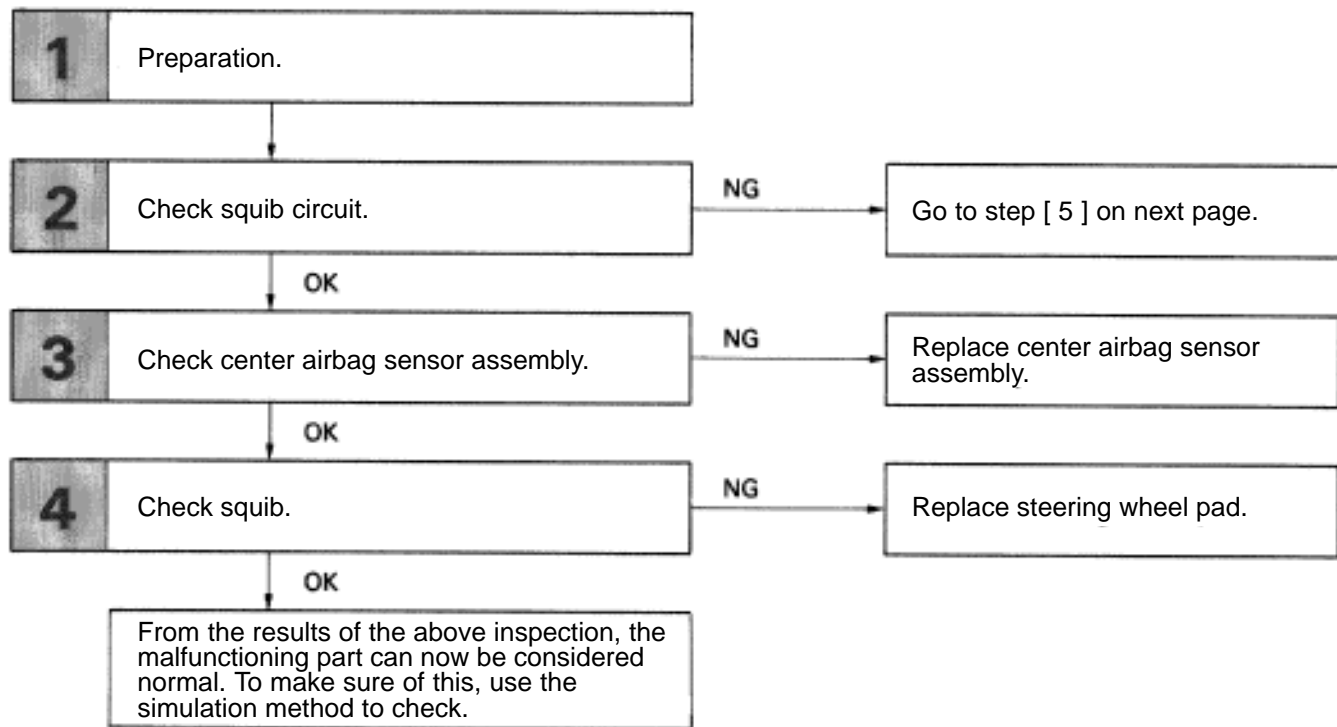 1 Preparation.
2 Check squib circuit.
NG
Go to step [ 5 ] on next page.
OK
3 Check center airbag sensor assembly.
NG
Replace center airbag sensor
assembly.
OK
4 Check squib.
NG
Replace steering wheel pad.
OK
From the results of the above inspection, the
malfunctioning part can now be considered
normal. To make sure of this, use the
simulation method to check.